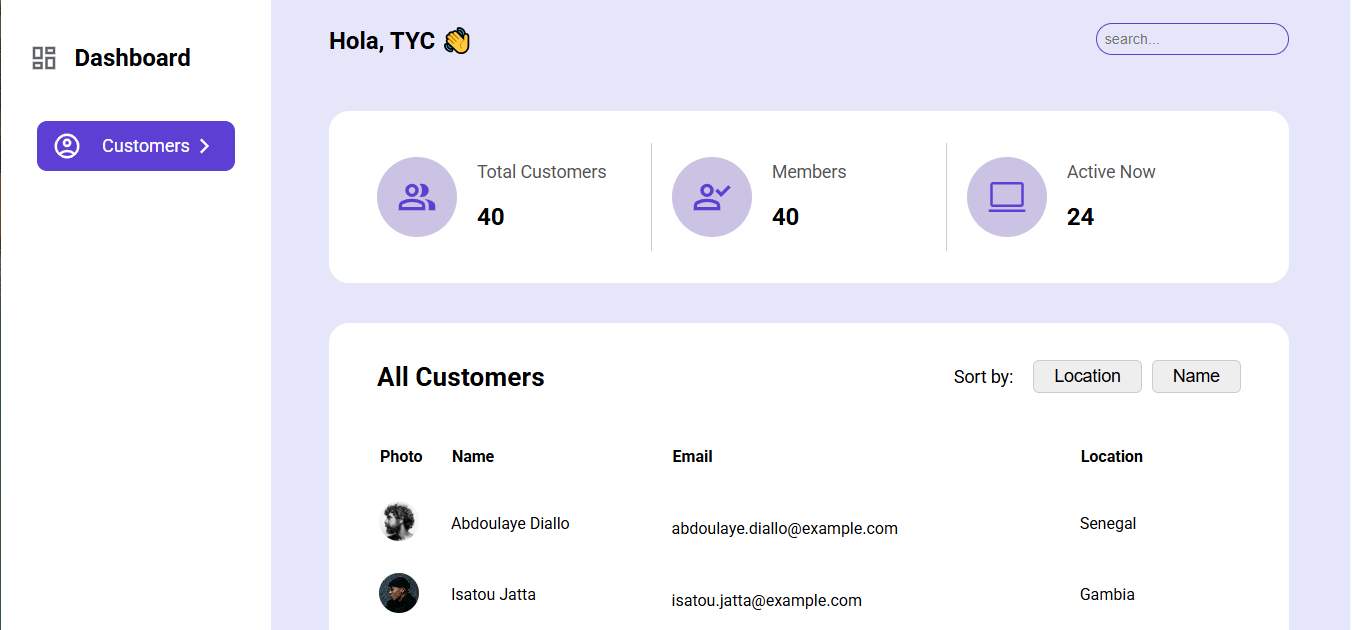 Dashboard
Customers
Hola, TYC 👋
search...
Total Customers
40
Members
40
Active Now
24
All Customers
Sort by: Location Name
Photo Name Email Location
Abdoulaye Diallo abdoulaye.diallo@example.com Senegal
Isatou Jatta isatou.jatta@example.com Gambia